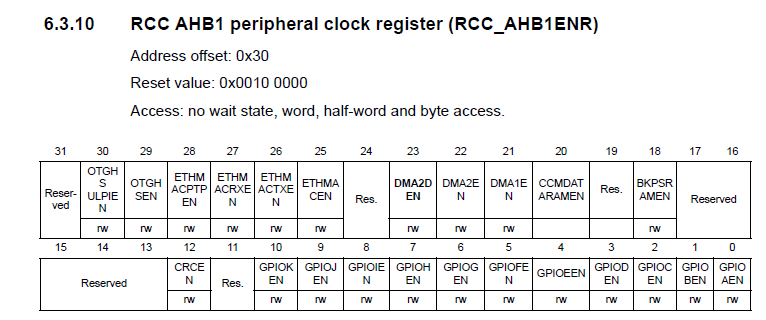 6.3.10 RCC AHB1 peripheral clock register (RCC_AHB1ENR)
Address offset: 0x30
Reset value: 0x0010 0000
Access: no wait state, word, half-word and byte access.
31 30 29 28 27 26 25 24 23 22 21 20 19 18 17 16
Reser-ved OTGHS ULPIEN OTGHSEN ETHMACPTPEN ETHMACRXEN ETHMACTXEN ETHMACEN Res. DMA2DEN DMA2EN DMA1EN CCMDATARAMEN Res. BKPSRAMEN Reserved
rw rw rw rw rw rw rw rw rw rw
15 14 13 12 11 10 9 8 7 6 5 4 3 2 1 0
Reserved CRCEN Res. GPIOKEN GPIOJEN GPIOIEN GPIOHEN GPIOGEN GPIOFEN GPIOEEN GPIODEN GPIOCEN GPIOBEN GPIOAEN
rw rw rw rw rw rw rw rw rw rw rw rw